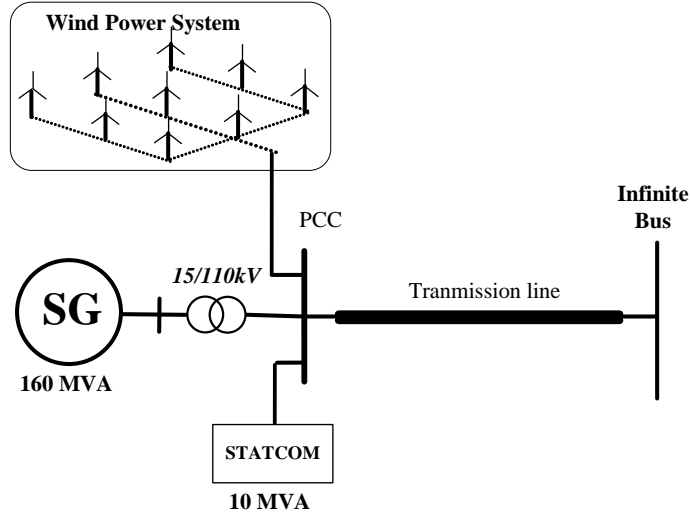 Wind Power System
Infinite
Bus
PCC
15/110kV
Tranmission line
SG
160 MVA
STATCOM
10 MVA